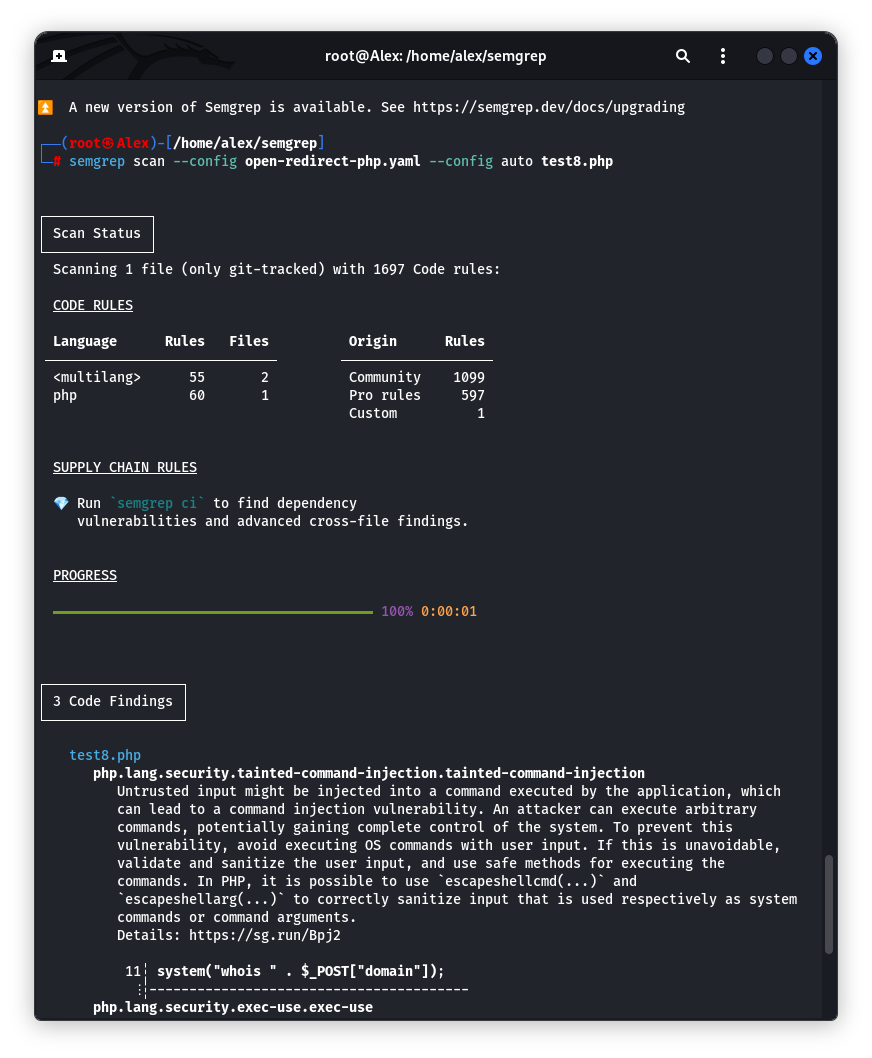 root@Alex: /home/alex/semgrep
A new version of Semgrep is available. See https://semgrep.dev/docs/upgrading
┌──(root㉿Alex)-[/home/alex/semgrep]
└─# semgrep scan --config open-redirect-php.yaml --config auto test8.php
Scan Status
Scanning 1 file (only git-tracked) with 1697 Code rules:
CODE RULES
Language Rules Files Origin Rules
<multilang> 55 2 Community 1099
php 60 1 Pro rules 597
Custom 1
SUPPLY CHAIN RULES
💎 Run `semgrep ci` to find dependency
vulnerabilities and advanced cross-file findings.
PROGRESS
100% 0:00:01
3 Code Findings
test8.php
php.lang.security.tainted-command-injection.tainted-command-injection
Untrusted input might be injected into a command executed by the application, which
can lead to a command injection vulnerability. An attacker can execute arbitrary
commands, potentially gaining complete control of the system. To prevent this
vulnerability, avoid executing OS commands with user input. If this is unavoidable,
validate and sanitize the user input, and use safe methods for executing the
commands. In PHP, it is possible to use `escapeshellcmd(...)` and
`escapeshellarg(...)` to correctly sanitize input that is used respectively as system
commands or command arguments.
Details: https://sg.run/Bpj2
11┆ system("whois " . $_POST["domain"]);
⋮┆----------------------------------------
php.lang.security.exec-use.exec-use